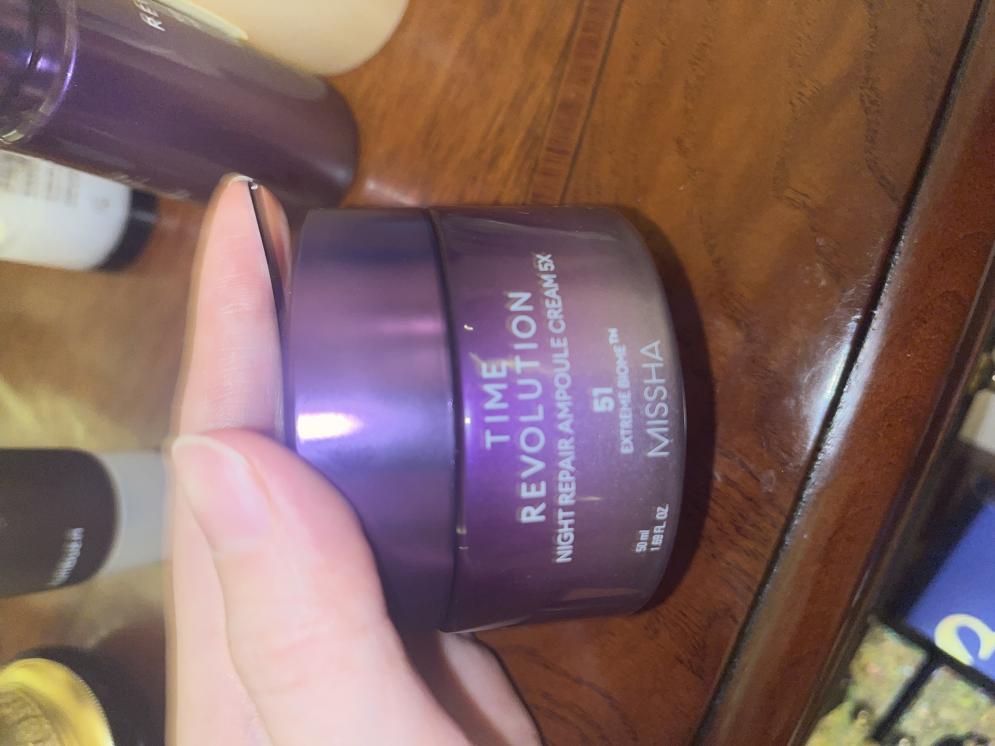 TIME
REVOLUTION
NIGHT REPAIR AMPOULE CREAM 5X
51
EXTREME BIOME™
MISSHA
50 ml
1.69 FL. OZ.